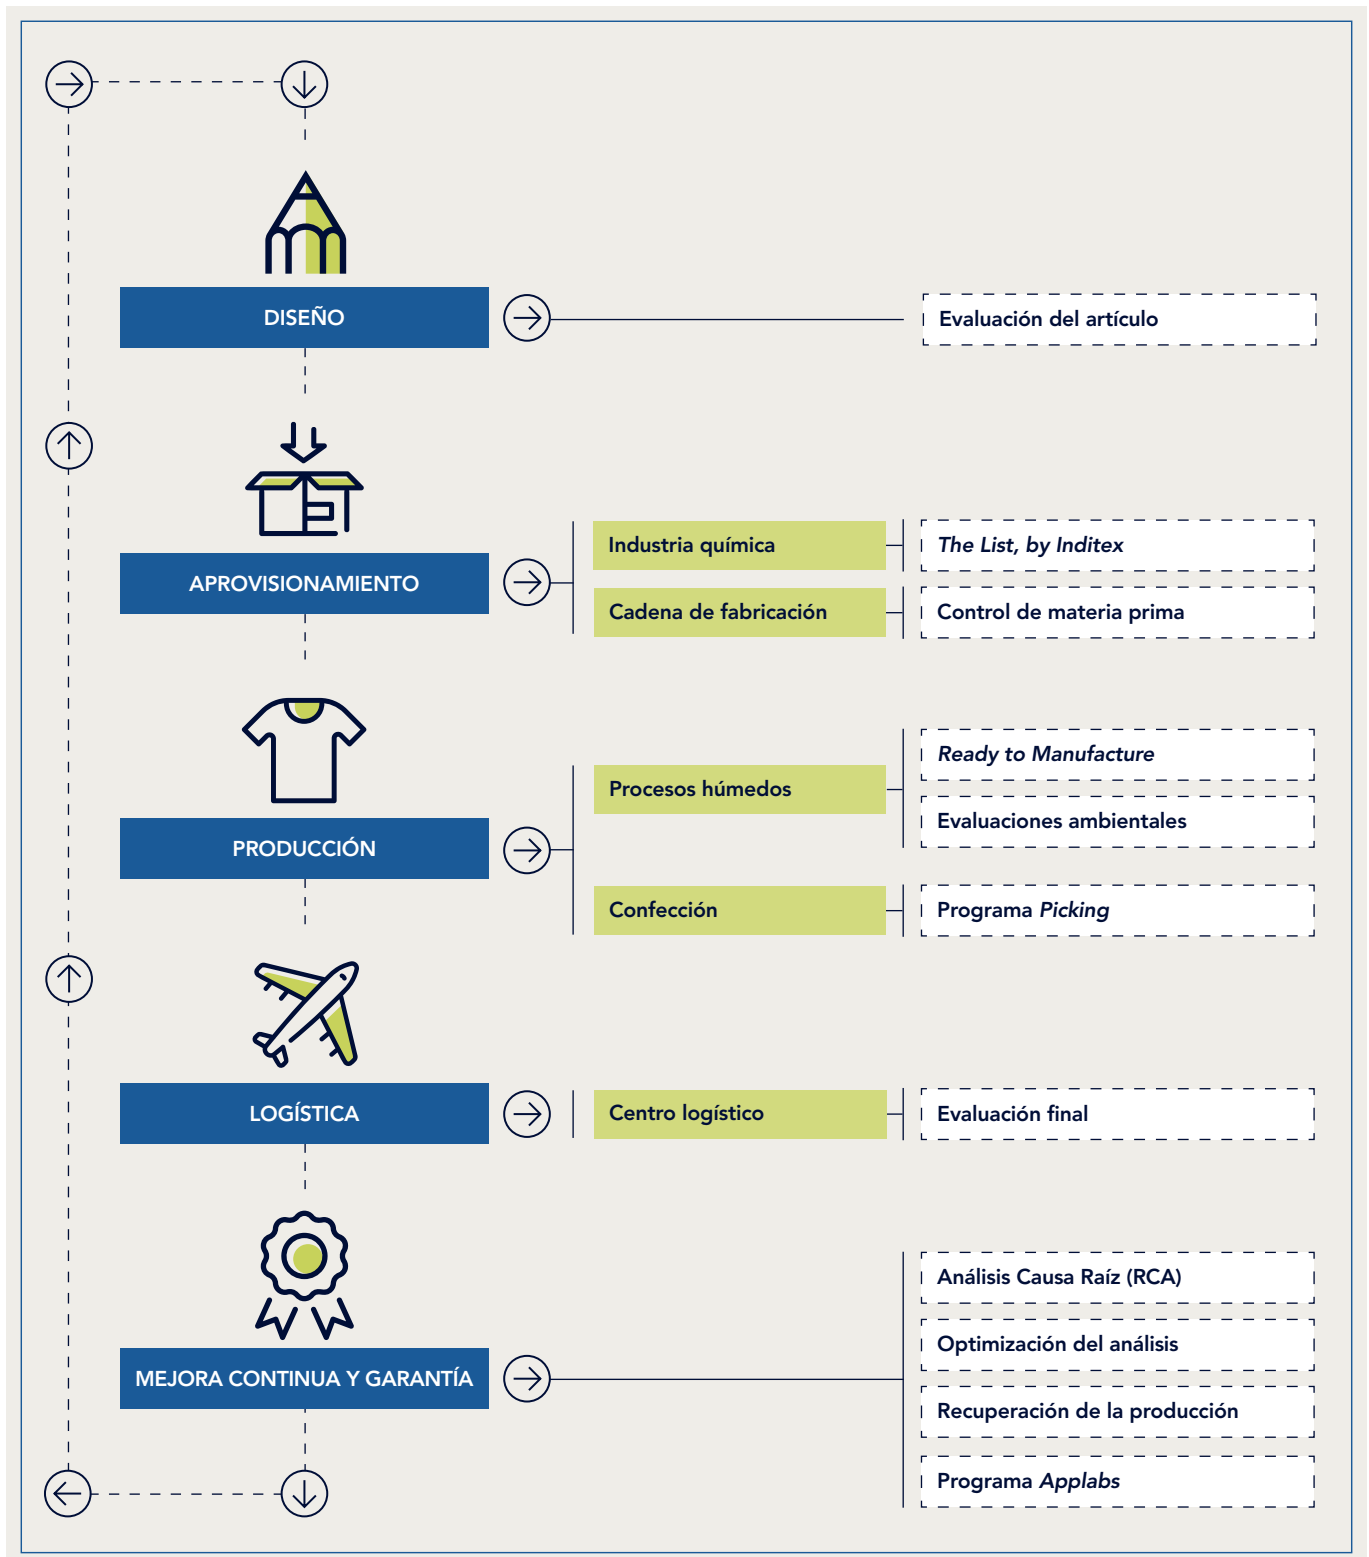 DISEÑO
Evaluación del artículo
APROVISIONAMIENTO
Industria química
The List, by Inditex
Cadena de fabricación
Control de materia prima
PRODUCCIÓN
Procesos húmedos
Ready to Manufacture
Evaluaciones ambientales
Confección
Programa Picking
LOGÍSTICA
Centro logístico
Evaluación final
MEJORA CONTINUA Y GARANTÍA
Análisis Causa Raíz (RCA)
Optimización del análisis
Recuperación de la producción
Programa Applabs